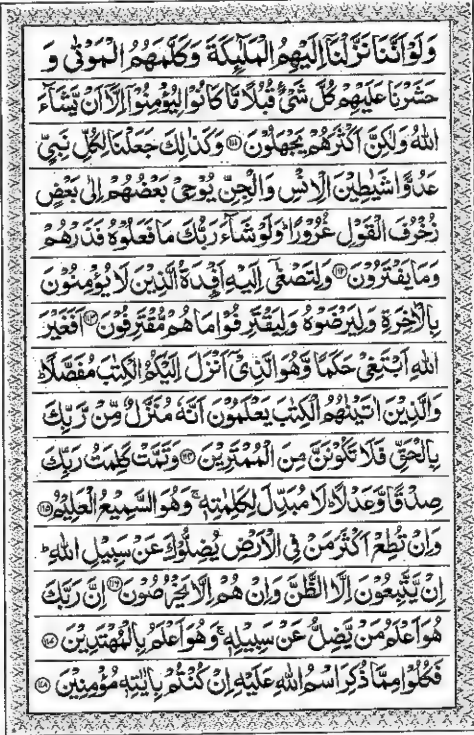 وَلَوْ اَنَّنَا نَزَّلْنَاۤ اِلَيْهِمُ الْمَلٰٓئِكَةَ وَكَلَّمَهُمُ الْمَوْتٰى وَ
حَشَرْنَا عَلَيْهِمْ كُلَّ شَىْءٍ قُبُلًا مَّا كَانُوْا لِيُؤْمِنُوْۤا اِلَّاۤ اَنْ يَّشَآءَ
اللّٰهُ وَلٰكِنَّ اَكْثَرَهُمْ يَجْهَلُوْنَ ﴿۱۱۱﴾ وَكَذٰلِكَ جَعَلْنَا لِكُلِّ نَبِىٍّ
عَدُوًّا شَيٰطِيْنَ الْاِنْسِ وَالْجِنِّ يُوْحِىْ بَعْضُهُمْ اِلٰى بَعْضٍ
زُخْرُفَ الْقَوْلِ غُرُوْرًا ؕ وَلَوْ شَآءَ رَبُّكَ مَا فَعَلُوْهُ فَذَرْهُمْ
وَمَا يَفْتَرُوْنَ ﴿۱۱۲﴾ وَلِتَصْغٰۤى اِلَيْهِ اَفْئِدَةُ الَّذِيْنَ لَا يُؤْمِنُوْنَ
بِالْاٰخِرَةِ وَلِيَرْضَوْهُ وَلِيَقْتَرِفُوْا مَا هُمْ مُّقْتَرِفُوْنَ ﴿۱۱۳﴾ اَفَغَيْرَ
اللّٰهِ اَبْتَغِىْ حَكَمًا وَّهُوَ الَّذِىْۤ اَنْزَلَ اِلَيْكُمُ الْكِتٰبَ مُفَصَّلًا ؕ
وَالَّذِيْنَ اٰتَيْنٰهُمُ الْكِتٰبَ يَعْلَمُوْنَ اَنَّهٗ مُنَزَّلٌ مِّنْ رَّبِّكَ
بِالْحَقِّ فَلَا تَكُوْنَنَّ مِنَ الْمُمْتَرِيْنَ ﴿۱۱۴﴾ وَتَمَّتْ كَلِمَتُ رَبِّكَ
صِدْقًا وَّعَدْلًا ؕ لَا مُبَدِّلَ لِكَلِمٰتِهٖ ۚ وَهُوَ السَّمِيْعُ الْعَلِيْمُ ﴿۱۱۵﴾
وَاِنْ تُطِعْ اَكْثَرَ مَنْ فِى الْاَرْضِ يُضِلُّوْكَ عَنْ سَبِيْلِ اللّٰهِ ؕ
اِنْ يَّتَّبِعُوْنَ اِلَّا الظَّنَّ وَاِنْ هُمْ اِلَّا يَخْرُصُوْنَ ﴿۱۱۶﴾ اِنَّ رَبَّكَ
هُوَ اَعْلَمُ مَنْ يَّضِلُّ عَنْ سَبِيْلِهٖ ۚ وَهُوَ اَعْلَمُ بِالْمُهْتَدِيْنَ ﴿۱۱۷﴾
فَكُلُوْا مِمَّا ذُكِرَ اسْمُ اللّٰهِ عَلَيْهِ اِنْ كُنْتُمْ بِاٰيٰتِهٖ مُؤْمِنِيْنَ ﴿۱۱۸﴾